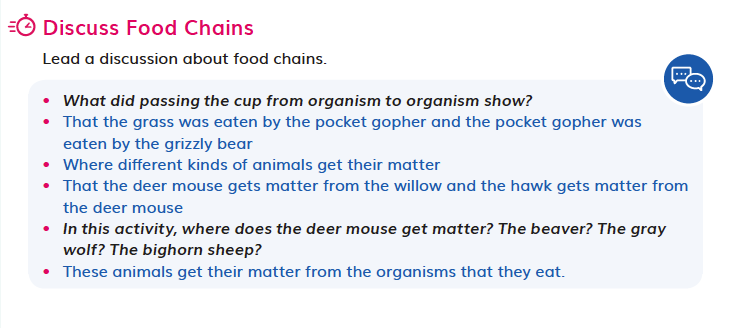 Discuss Food Chains
Lead a discussion about food chains.
• What did passing the cup from organism to organism show?
• That the grass was eaten by the pocket gopher and the pocket gopher was
eaten by the grizzly bear
• Where different kinds of animals get their matter
• That the deer mouse gets matter from the willow and the hawk gets matter from
the deer mouse
• In this activity, where does the deer mouse get matter? The beaver? The gray
wolf? The bighorn sheep?
• These animals get their matter from the organisms that they eat.